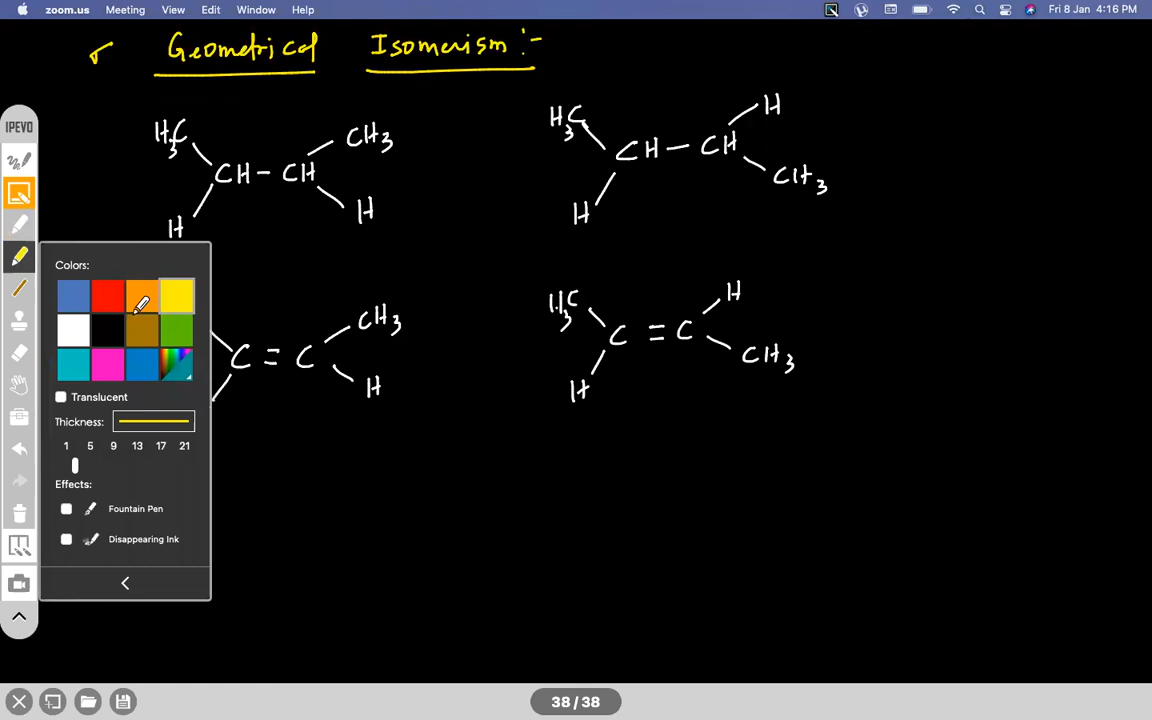 zoom.us Meeting View Edit Window Help Fri 8 Jan 4:16 PM
Geometrical Isomerism :-
IPEVO
H3C CH3
CH - CH
H H
H3C H
CH - CH
H CH3
Colors:
Translucent
Thickness:
1 5 9 13 17 21
Effects:
Fountain Pen
Disappearing Ink
CH3
C = C
H
H3C H
C = C
H CH3
38 / 38